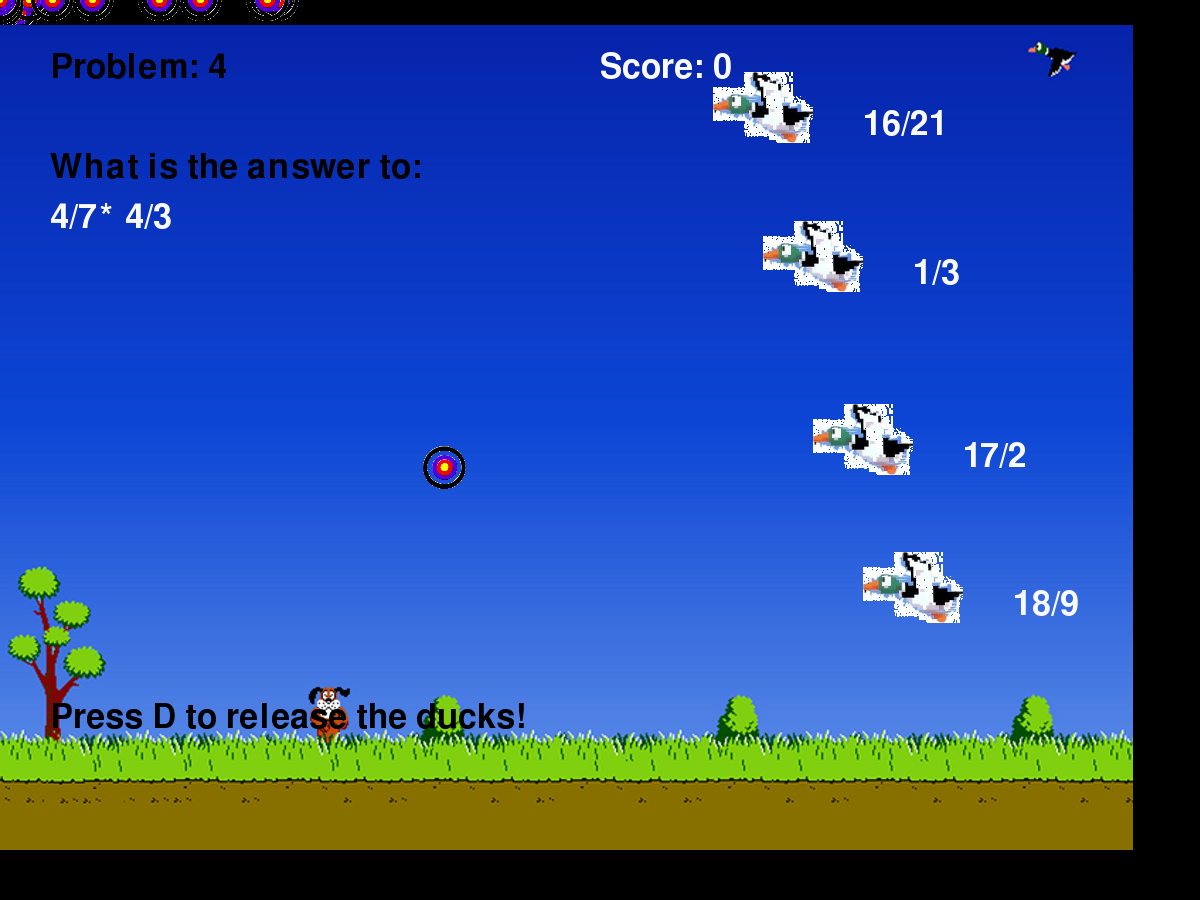 Problem: 4
Score: 0
16/21
What is the answer to:
4/7* 4/3
1/3
17/2
18/9
Press D to release the ducks!